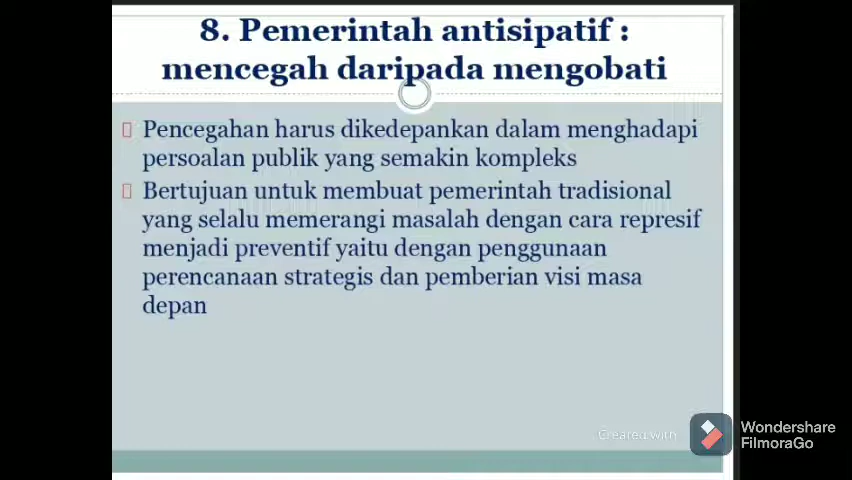 8. Pemerintah antisipatif :
mencegah daripada mengobati
Pencegahan harus dikedepankan dalam menghadapi
persoalan publik yang semakin kompleks
Bertujuan untuk membuat pemerintah tradisional
yang selalu memerangi masalah dengan cara represif
menjadi preventif yaitu dengan penggunaan
perencanaan strategis dan pemberian visi masa
depan
Created with
Wondershare
FilmoraGo